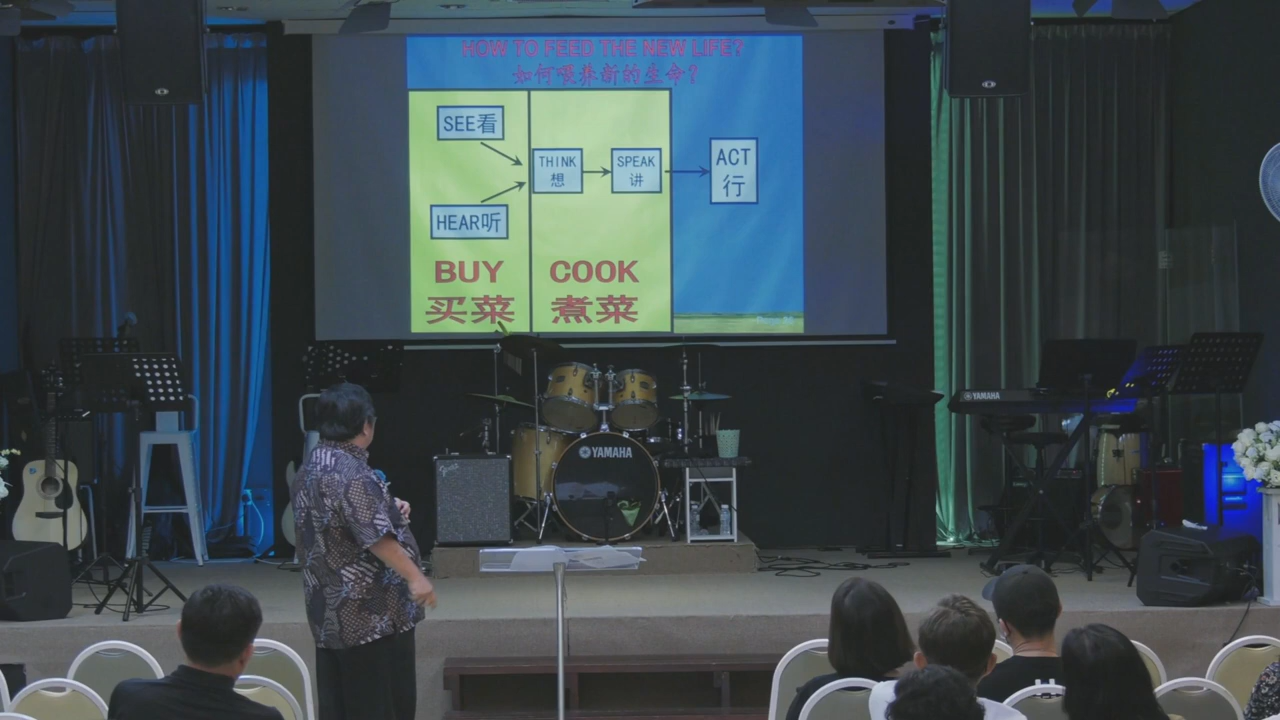 HOW TO FEED THE NEW LIFE?
如何喂养新的生命?
SEE看
HEAR听
THINK
想
SPEAK
讲
ACT
行
BUY
买菜
COOK
煮菜
YAMAHA
YAMAHA
Fender